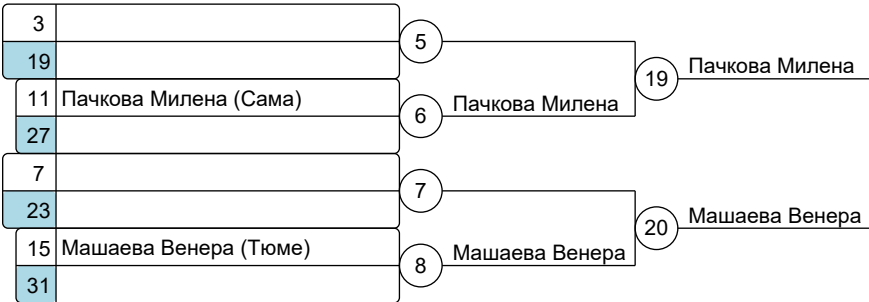 3
5
19
19 Пачкова Милена
11 Пачкова Милена (Сама)
6 Пачкова Милена
27
7
7
23
20 Машаева Венера
15 Машаева Венера (Тюме)
8 Машаева Венера
31